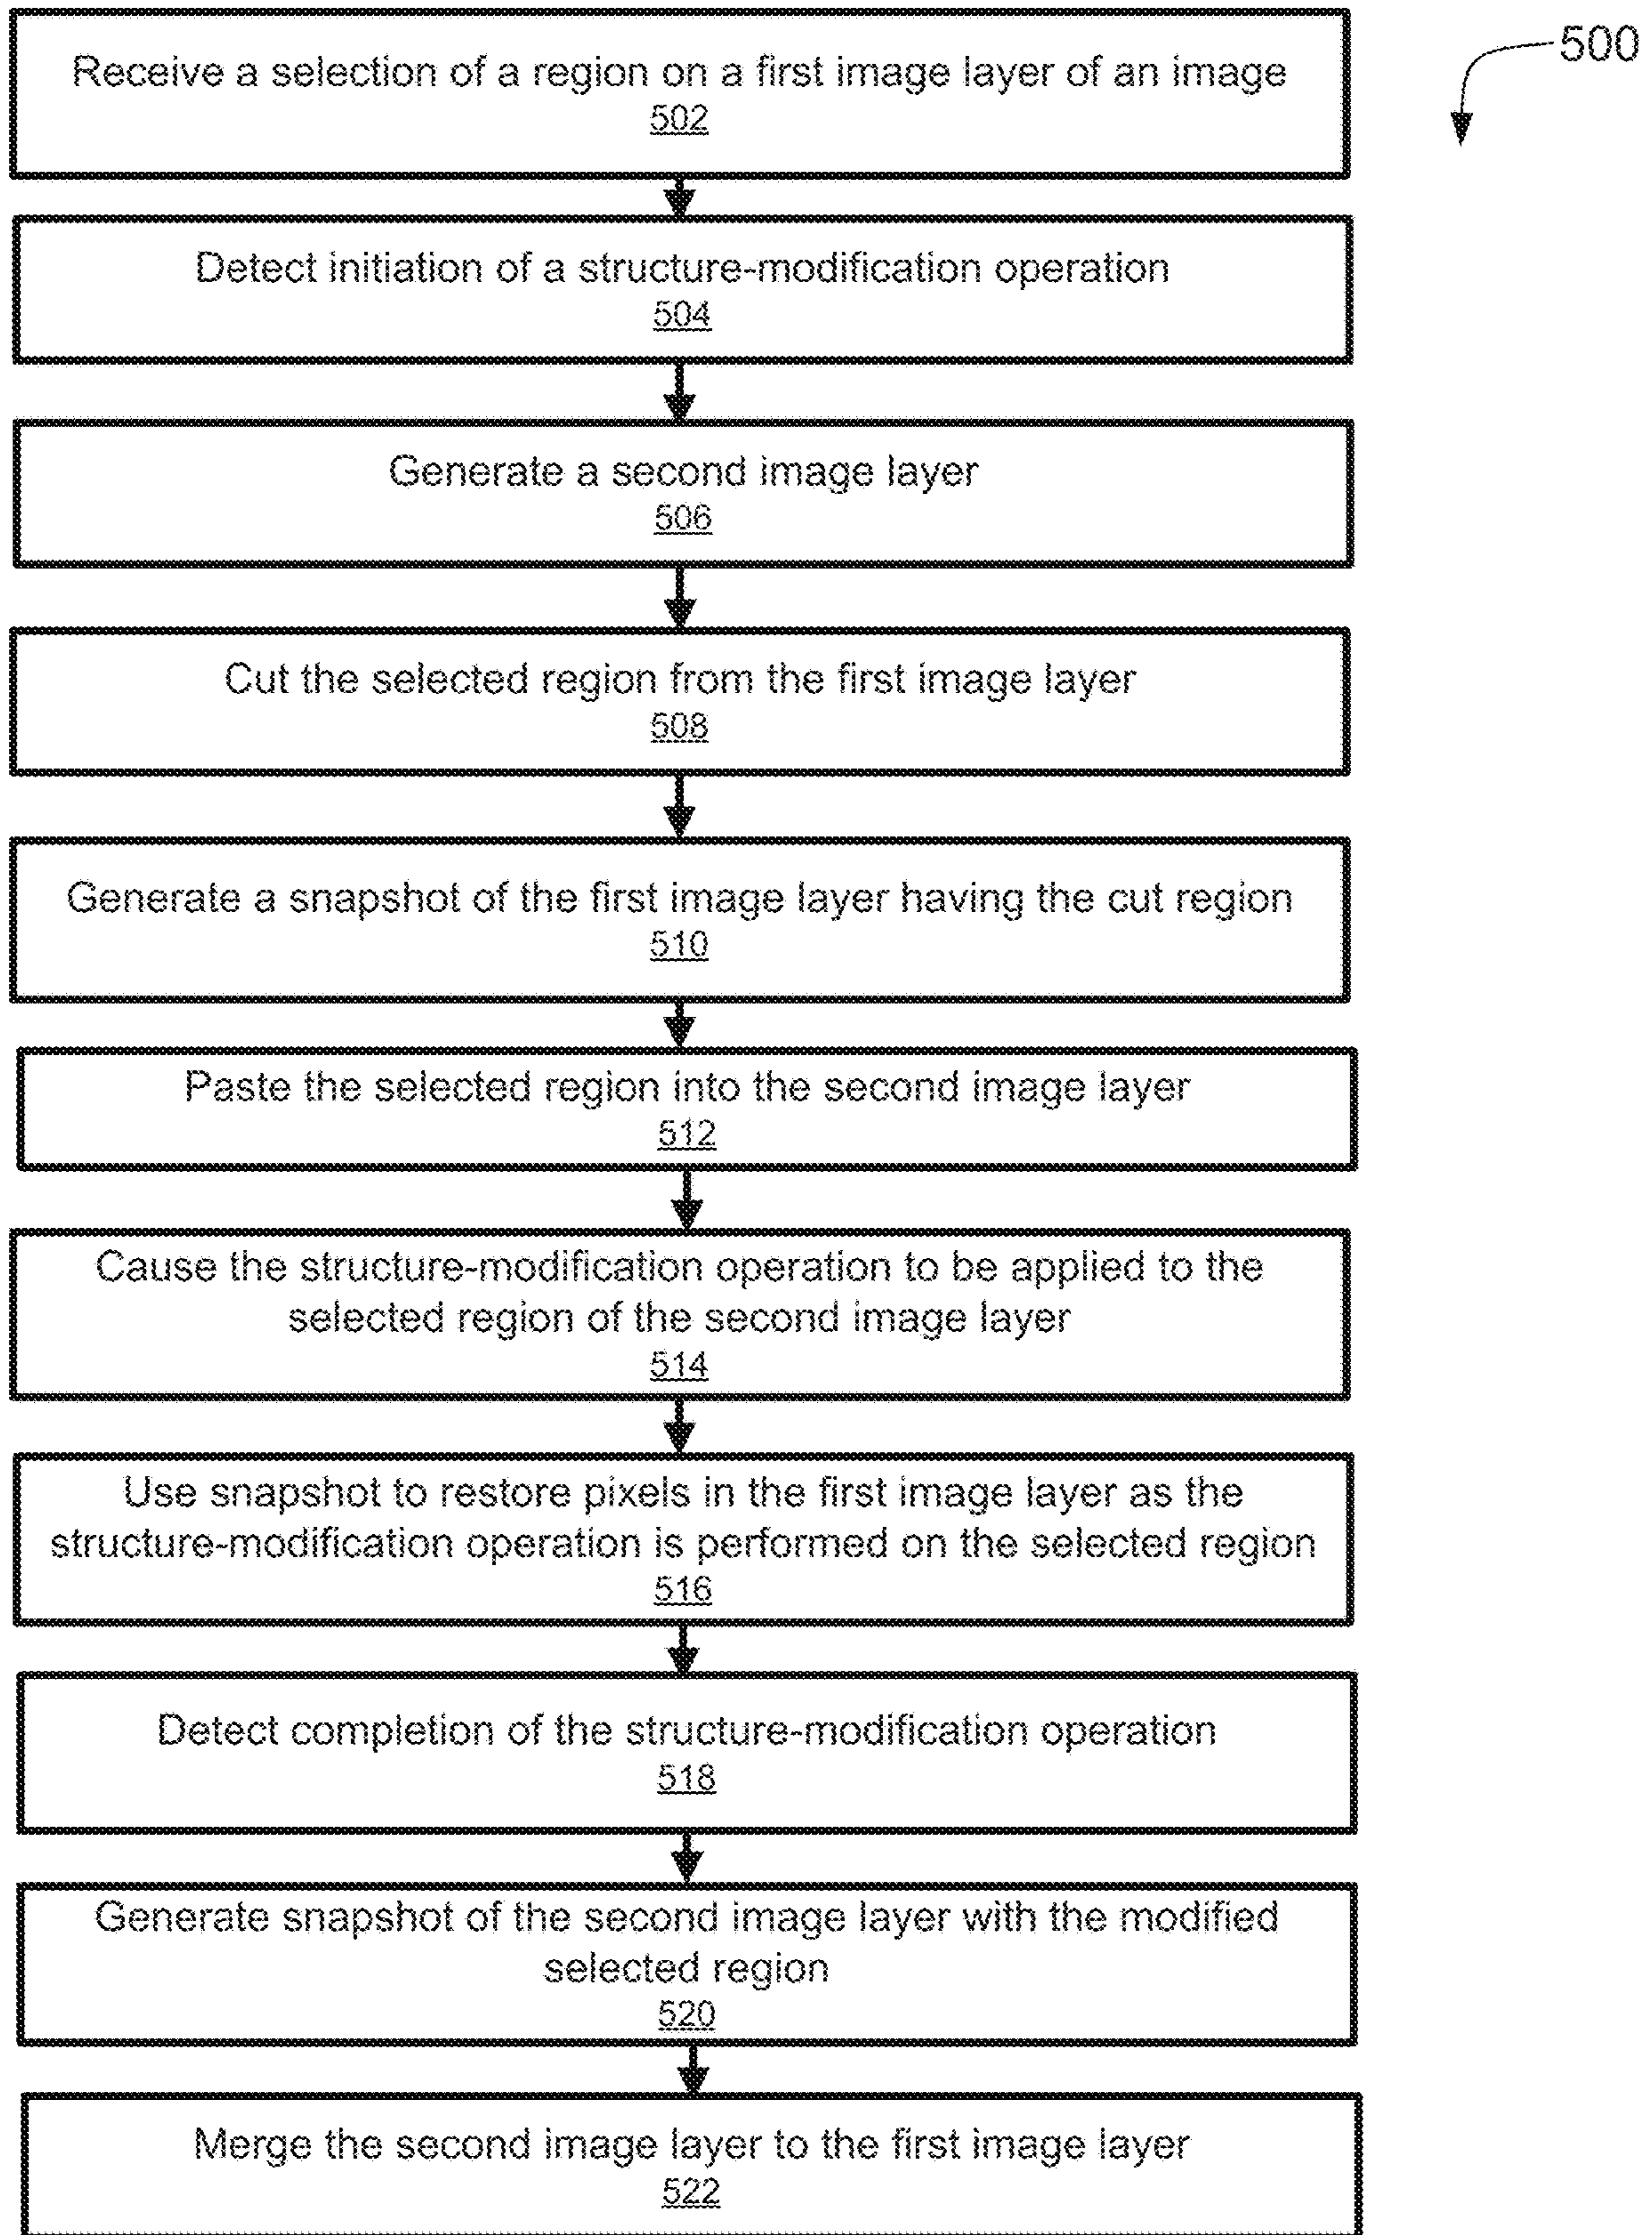 500
Receive a selection of a region on a first image layer of an image
502
Detect initiation of a structure-modification operation
504
Generate a second image layer
506
Cut the selected region from the first image layer
508
Generate a snapshot of the first image layer having the cut region
510
Paste the selected region into the second image layer
512
Cause the structure-modification operation to be applied to the
selected region of the second image layer
514
Use snapshot to restore pixels in the first image layer as the
structure-modification operation is performed on the selected region
516
Detect completion of the structure-modification operation
518
Generate snapshot of the second image layer with the modified
selected region
520
Merge the second image layer to the first image layer
522